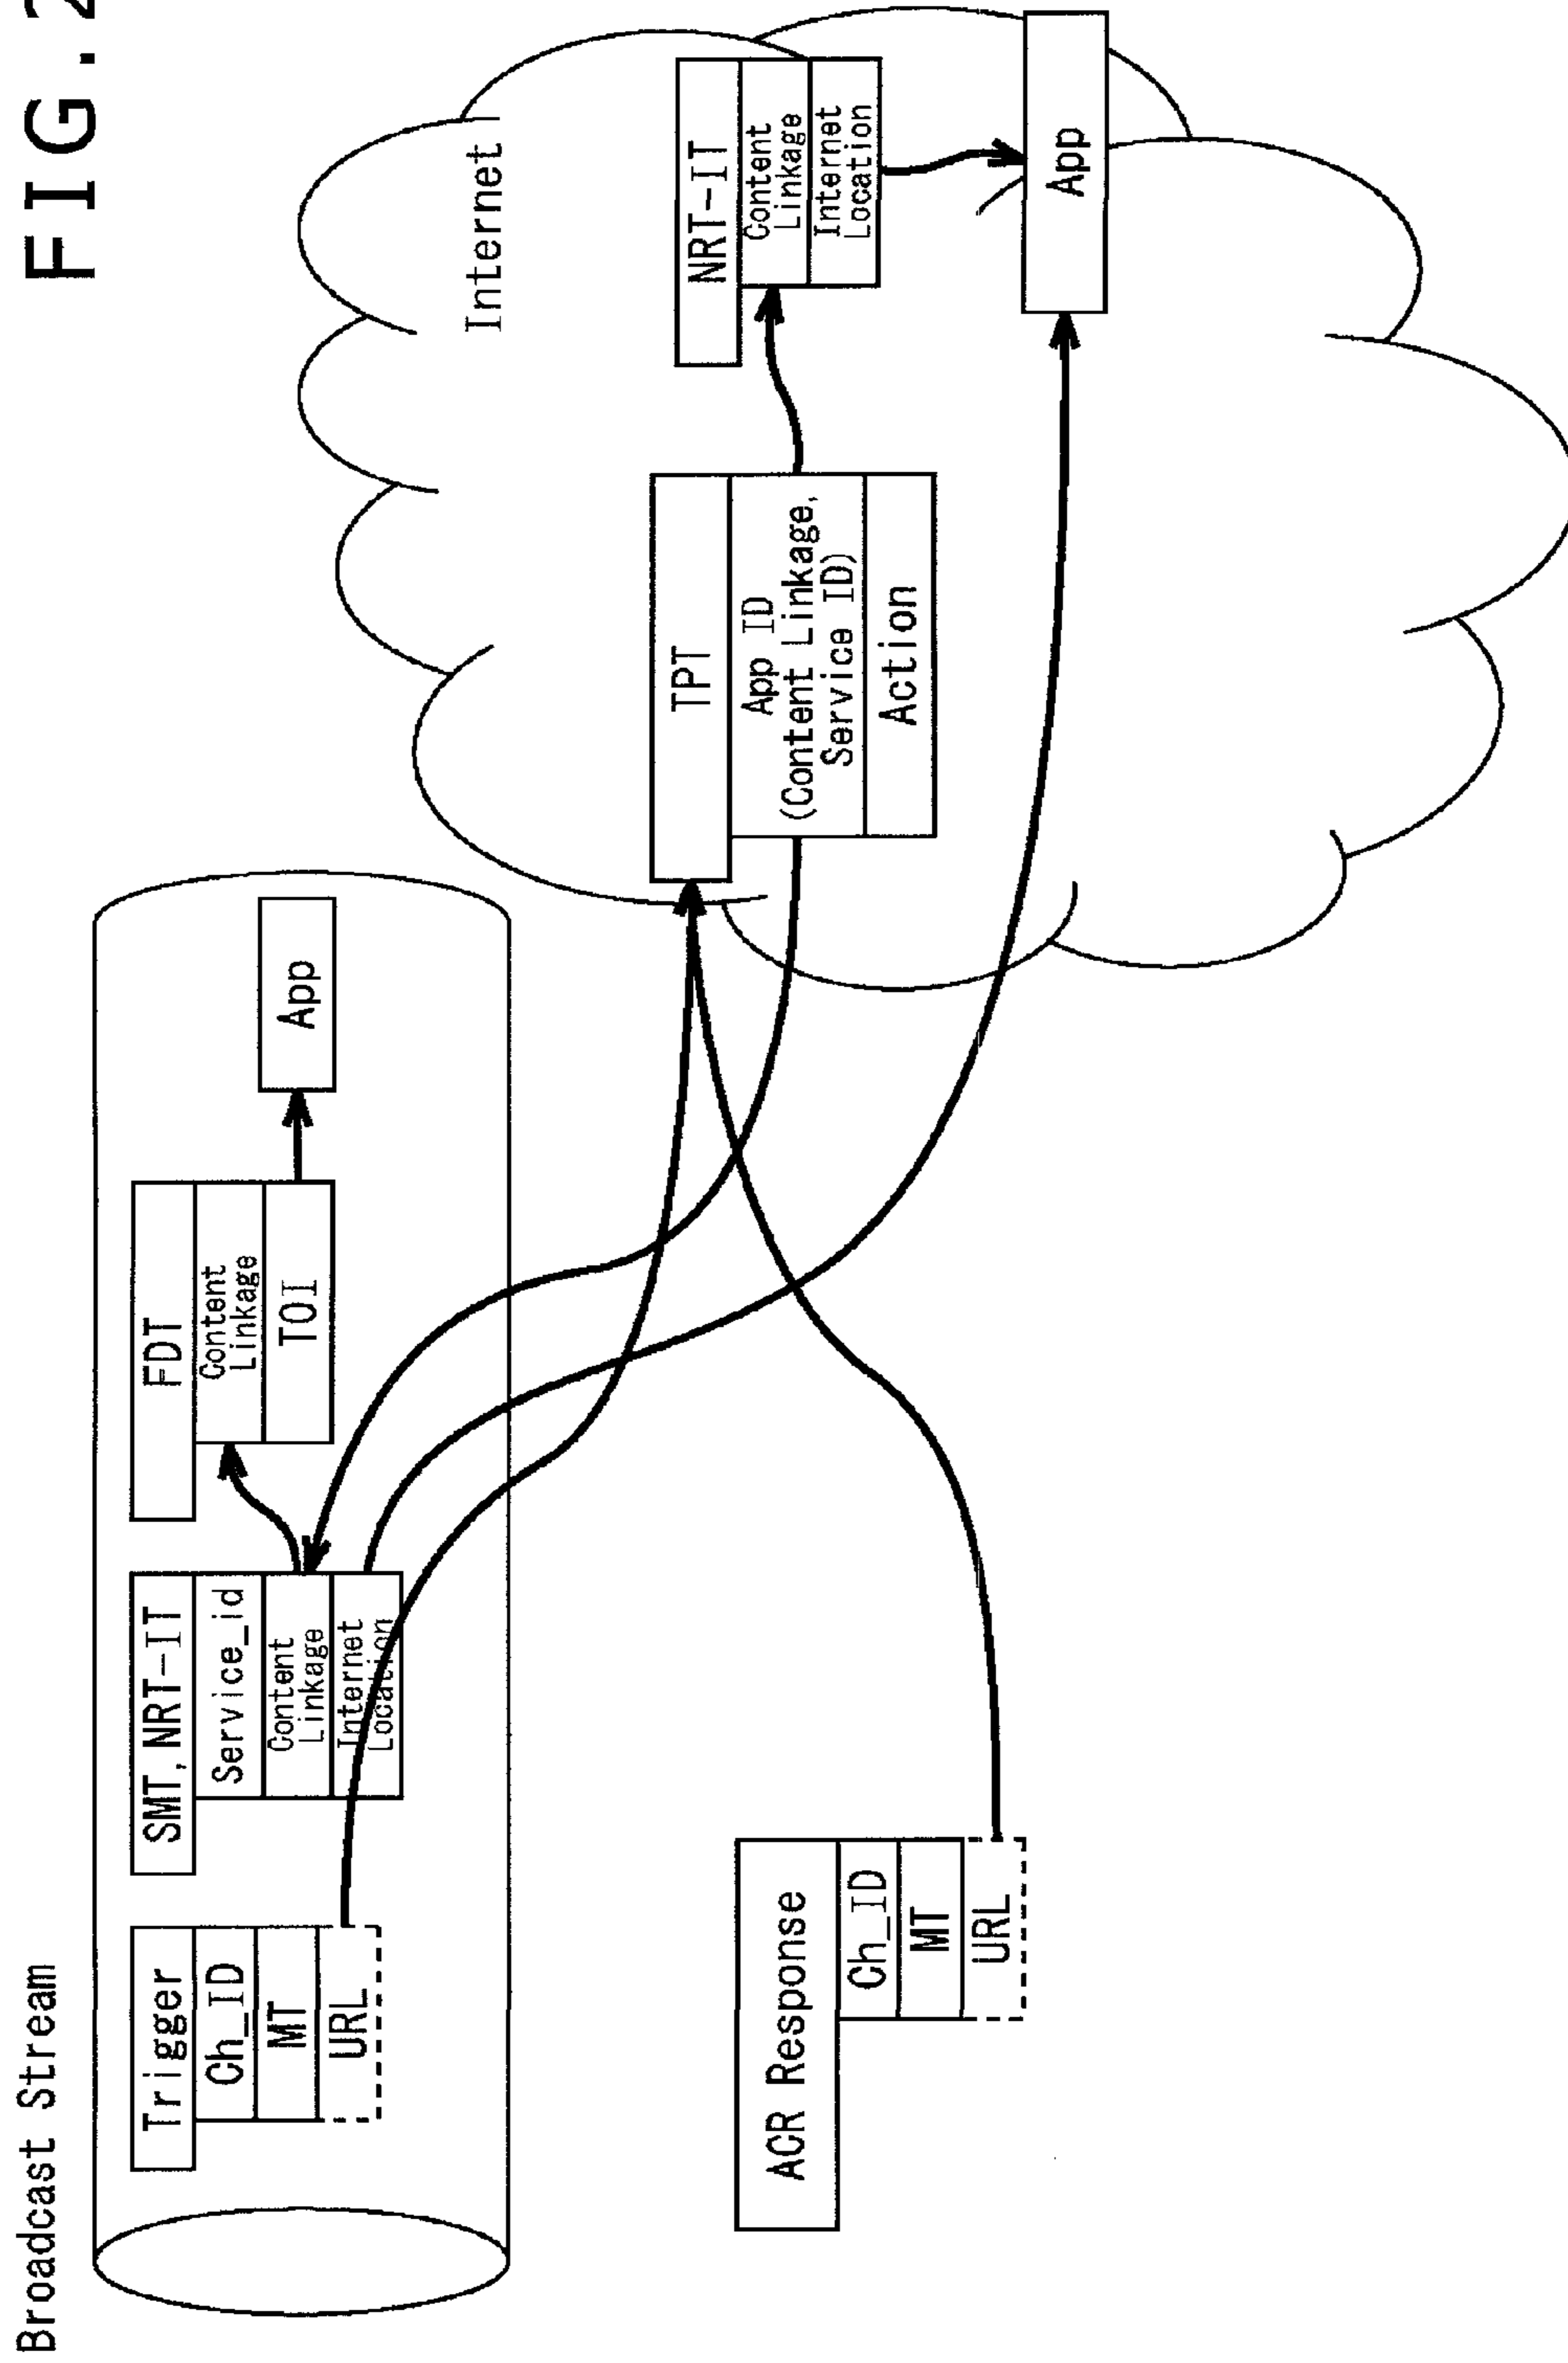 FIG.2
Broadcast Stream
Trigger
Ch_ID
MT
URL
SMT, NRT-IT
Service_id
Content
Linkage
Internet
Location
FDT
Content
Linkage
TOI
App
Internet
TPT
App ID
(Content Linkage,
Service ID)
Action
NRT-IT
Content
Linkage
Internet
Location
App
ACR Response
Ch_ID
MT
URL